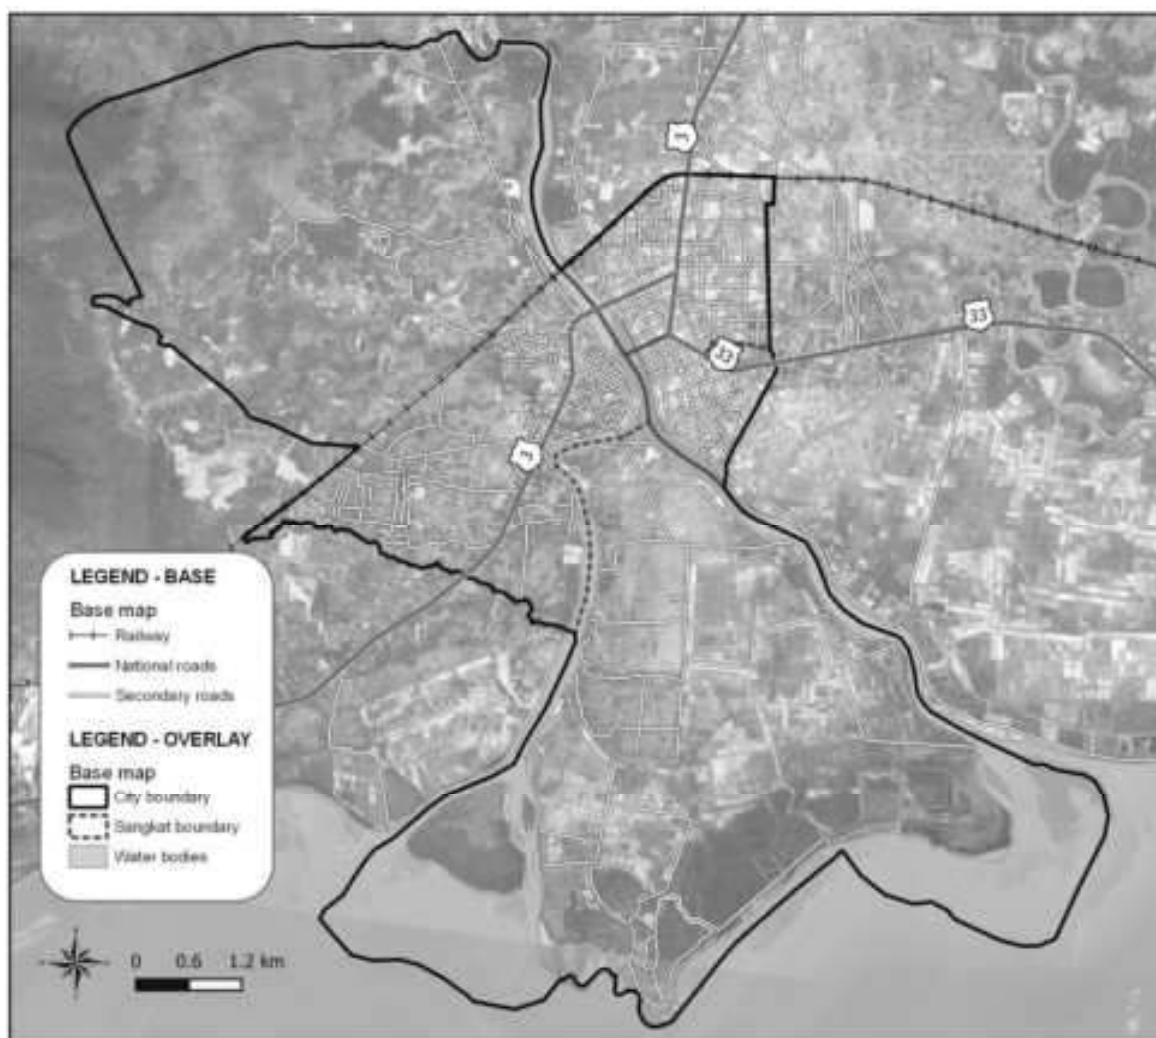 3
33
33
3
LEGEND - BASE
Base map
Railway
National roads
Secondary roads
LEGEND - OVERLAY
Base map
City boundary
Sangkat boundary
Water bodies
0 0.6 1.2 km